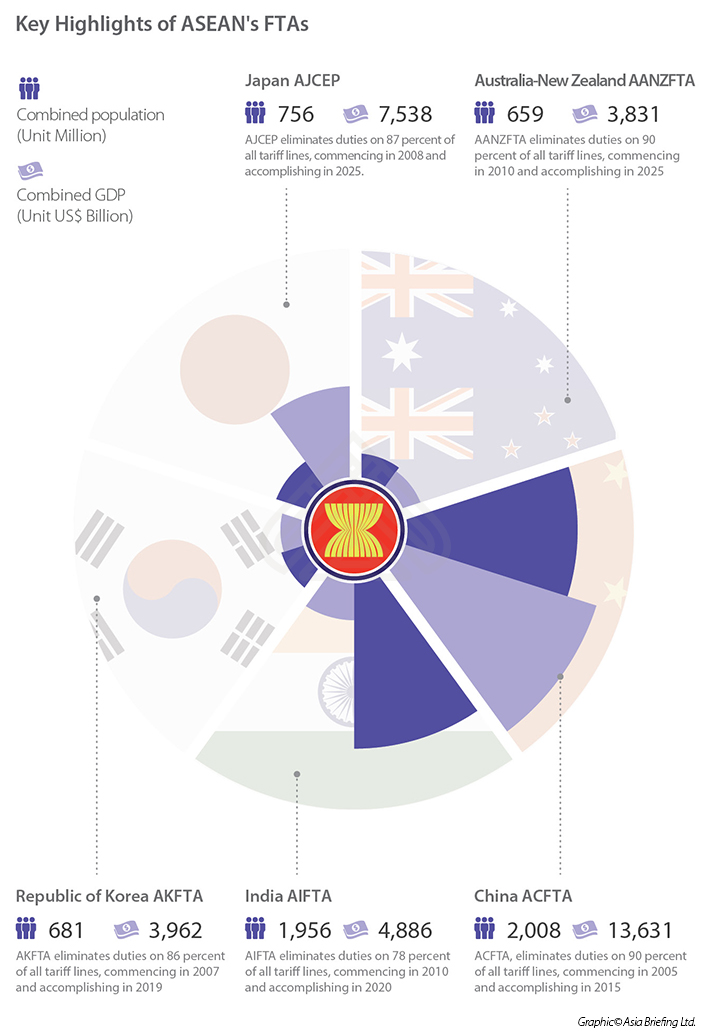 Key Highlights of ASEAN's FTAs
Combined population
(Unit Million)
Combined GDP
(Unit US$ Billion)
Japan AJCEP
756 7,538
AJCEP eliminates duties on 87 percent of
all tariff lines, commencing in 2008 and
accomplishing in 2025.
Australia-New Zealand AANZFTA
659 3,831
AANZFTA eliminates duties on 90
percent of all tariff lines, commencing
in 2010 and accomplishing in 2025
Republic of Korea AKFTA
681 3,962
AKFTA eliminates duties on 86 percent
of all tariff lines, commencing in 2007
and accomplishing in 2019
India AIFTA
1,956 4,886
AIFTA eliminates duties on 78 percent
of all tariff lines, commencing in 2010
and accomplishing in 2020
China ACFTA
2,008 13,631
ACFTA, eliminates duties on 90 percent
of all tariff lines, commencing in 2005
and accomplishing in 2015
Graphic© Asia Briefing Ltd.